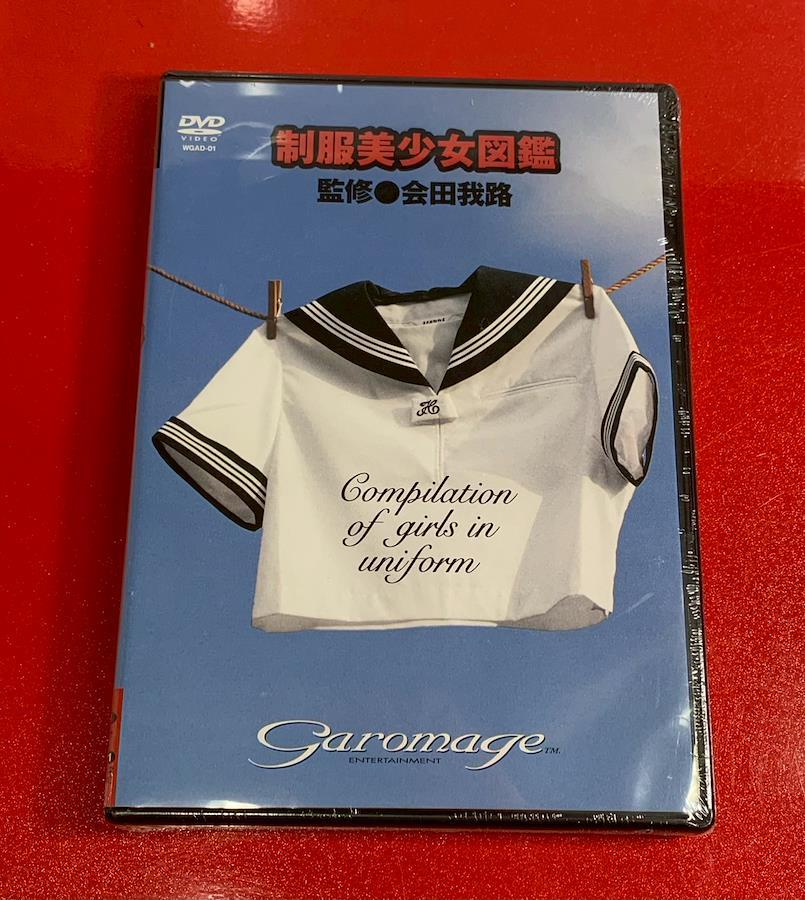 DVD
VIDEO
WGAD-01
制服美少女図鑑
監修●会田我路
Compilation
of girls in
uniform
Garomage TM.
ENTERTAINMENT